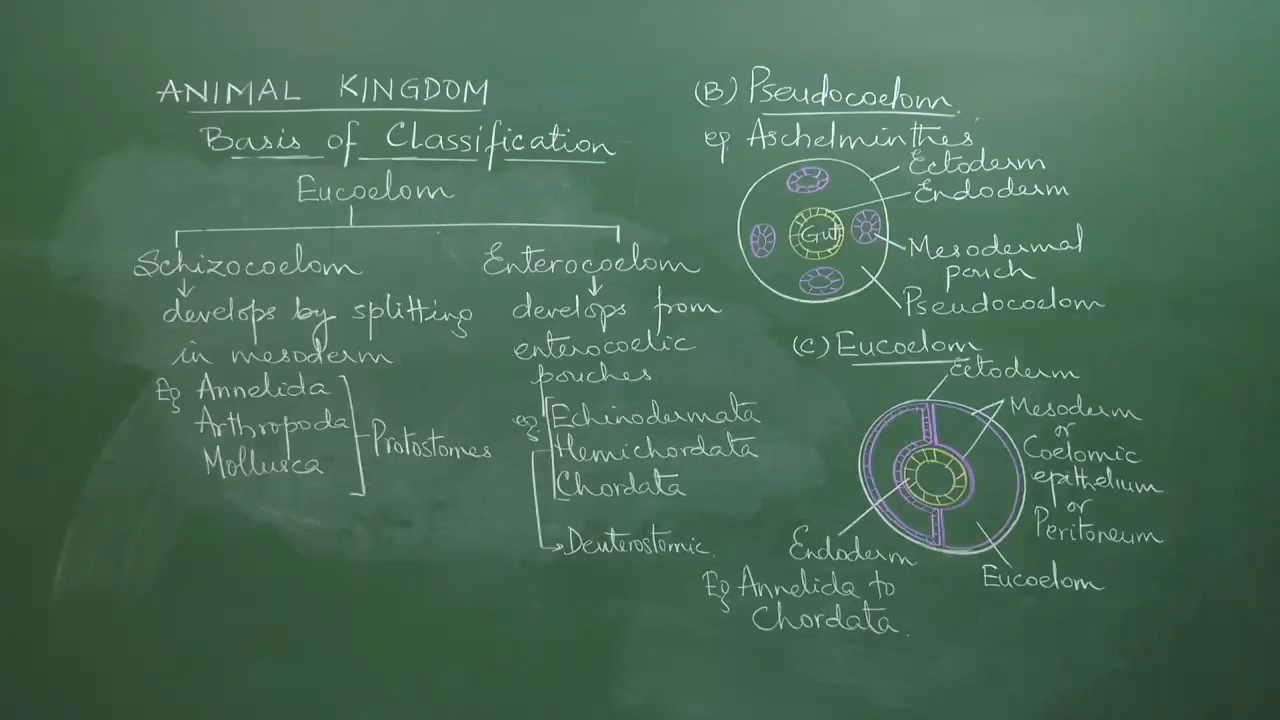 ANIMAL KINGDOM
Basis of Classification
Eucoelom
Schizocoelom
develops by splitting
in mesoderm
Eg Annelida
Arthropoda
Mollusca
Protostomes
Enterocoelom
develops from
enterocoelic
pouches
eg. Echinodermata
Hemichordata
Chordata
Deuterostomic.
(B) Pseudocoelom.
eg Aschelminthes
Ectoderm
Endoderm
Gut
Mesodermal
pouch
Pseudocoelom
(C) Eucoelom
Ectoderm
Mesoderm
or
Coelomic
epithelium
or
Peritoneum
Endoderm
Eucoelom
Eg Annelida to
Chordata.